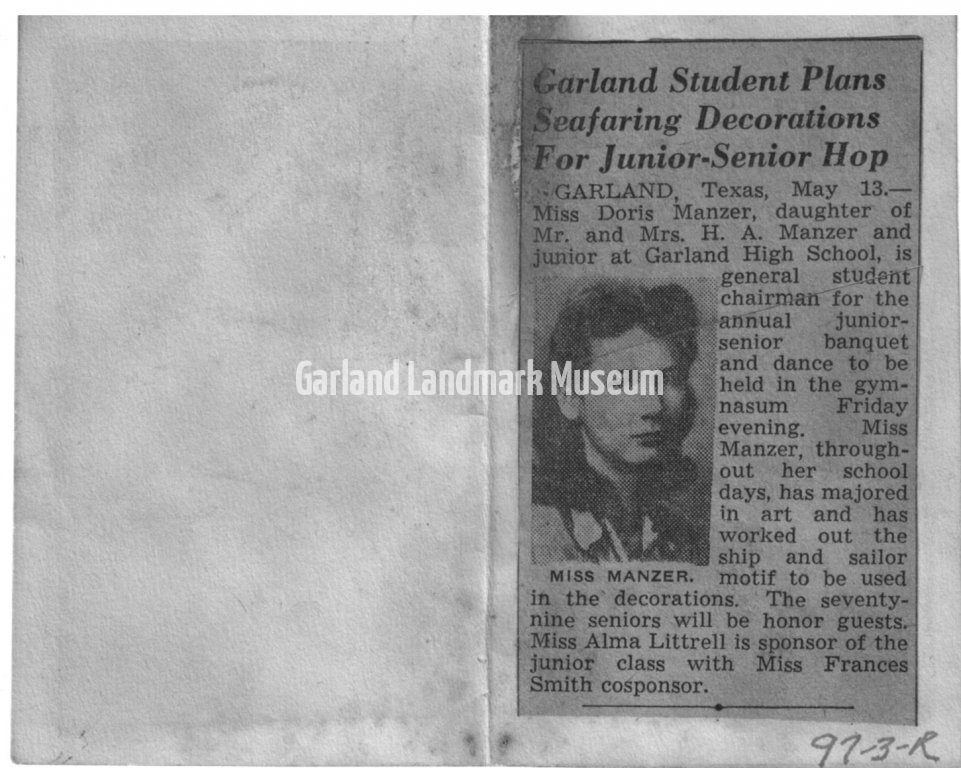 Garland Student Plans
Seafaring Decorations
For Junior-Senior Hop
GARLAND, Texas, May 13.—
Miss Doris Manzer, daughter of
Mr. and Mrs. H. A. Manzer and
junior at Garland High School, is
general student
chairman for the
annual junior-
senior banquet
and dance to be
held in the gym-
nasum Friday
evening. Miss
Manzer, through-
out her school
days, has majored
in art and has
worked out the
ship and sailor
motif to be used
MISS MANZER.
in the decorations. The seventy-
nine seniors will be honor guests.
Miss Alma Littrell is sponsor of the
junior class with Miss Frances
Smith cosponsor.
Garland Landmark Museum
97-3-R